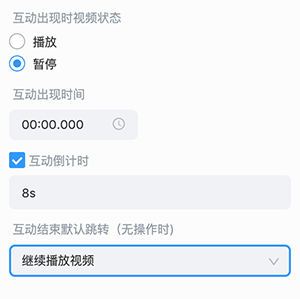 互动出现时视频状态
播放
暂停
互动出现时间
00:00.000
互动倒计时
8s
互动结束默认跳转（无操作时)
继续播放视频